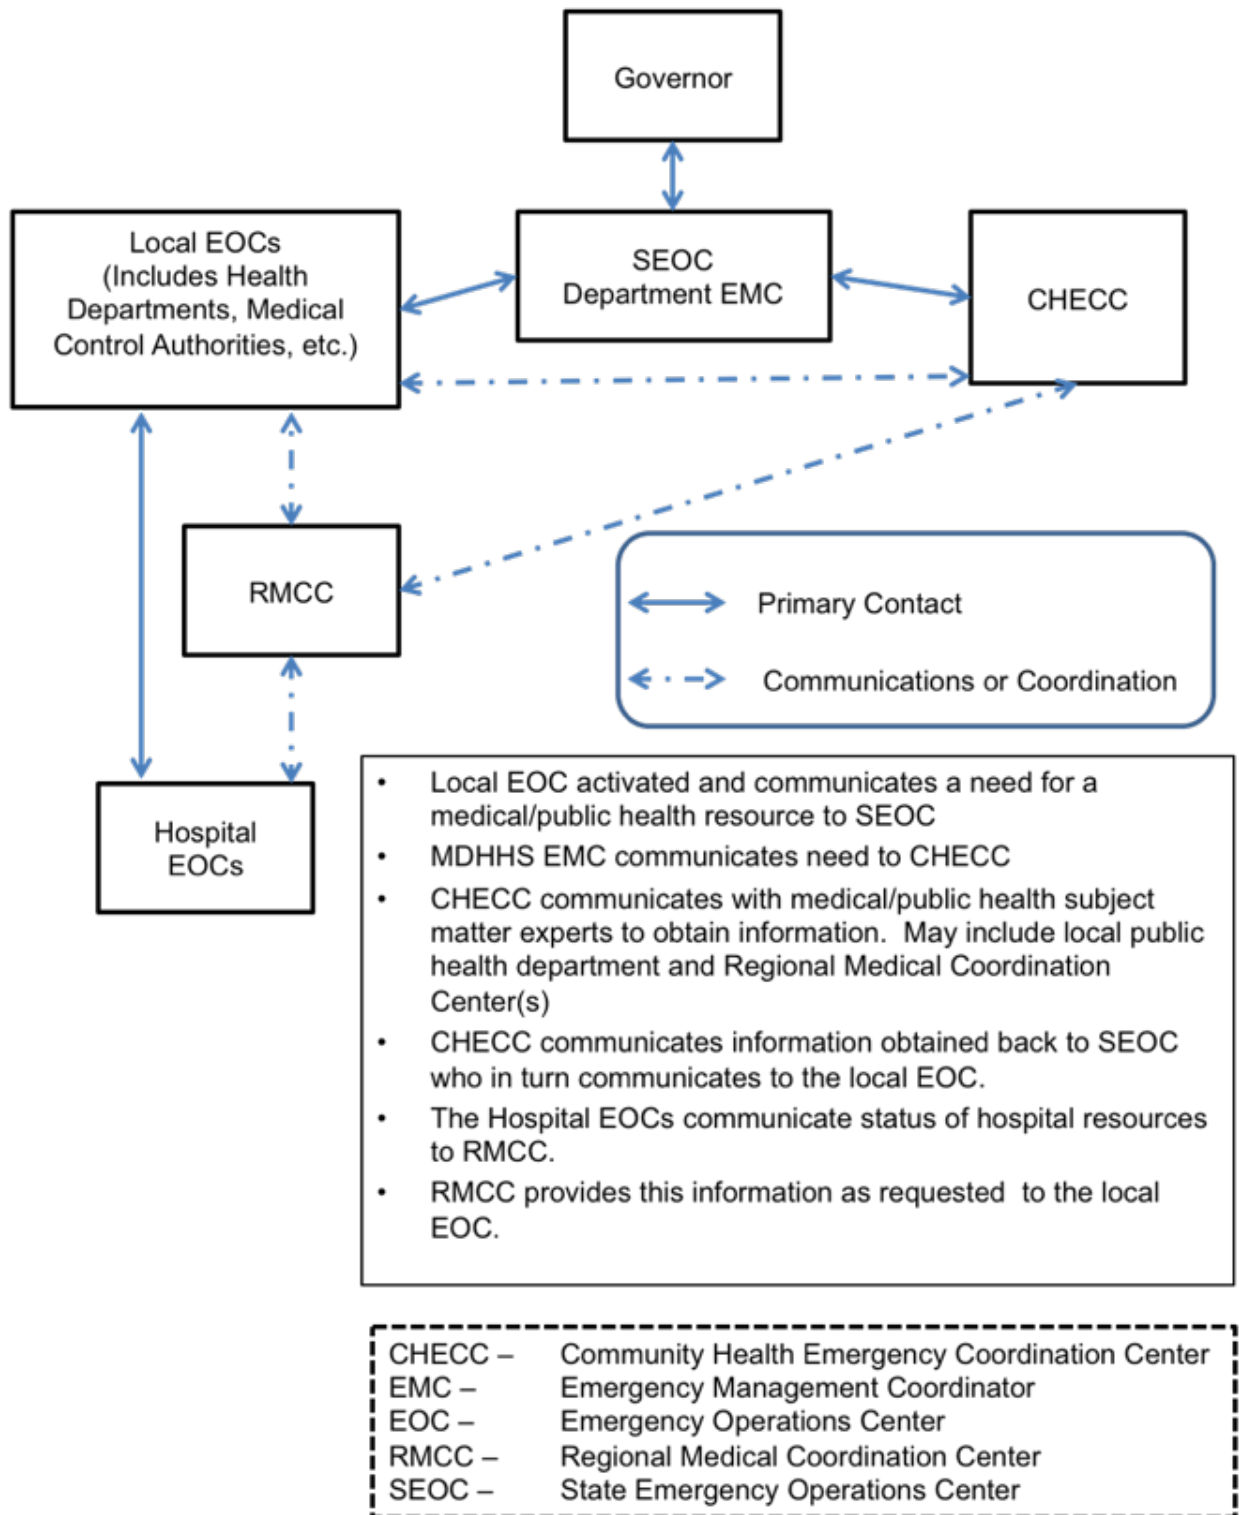 Governor
Local EOCs
(Includes Health
Departments, Medical
Control Authorities, etc.)
SEOC
Department EMC
CHECC
RMCC
Primary Contact
Communications or Coordination
Hospital
EOCs
• Local EOC activated and communicates a need for a
medical/public health resource to SEOC
• MDHHS EMC communicates need to CHECC
• CHECC communicates with medical/public health subject
matter experts to obtain information.  May include local public
health department and Regional Medical Coordination
Center(s)
• CHECC communicates information obtained back to SEOC
who in turn communicates to the local EOC.
• The Hospital EOCs communicate status of hospital resources
to RMCC.
• RMCC provides this information as requested  to the local
EOC.
CHECC – Community Health Emergency Coordination Center
EMC – Emergency Management Coordinator
EOC – Emergency Operations Center
RMCC – Regional Medical Coordination Center
SEOC – State Emergency Operations Center